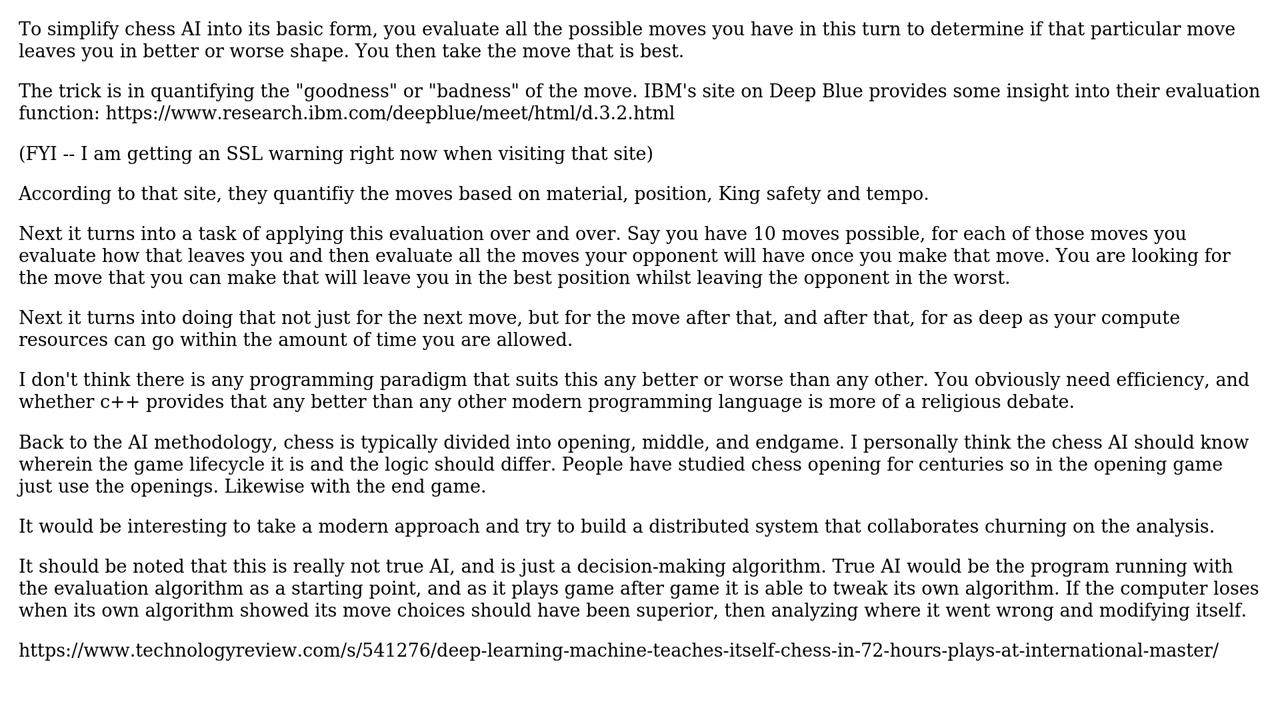 To simplify chess AI into its basic form, you evaluate all the possible moves you have in this turn to determine if that particular move
leaves you in better or worse shape. You then take the move that is best.
The trick is in quantifying the "goodness" or "badness" of the move. IBM's site on Deep Blue provides some insight into their evaluation
function: https://www.research.ibm.com/deepblue/meet/html/d.3.2.html
(FYI -- I am getting an SSL warning right now when visiting that site)
According to that site, they quantifiy the moves based on material, position, King safety and tempo.
Next it turns into a task of applying this evaluation over and over. Say you have 10 moves possible, for each of those moves you
evaluate how that leaves you and then evaluate all the moves your opponent will have once you make that move. You are looking for
the move that you can make that will leave you in the best position whilst leaving the opponent in the worst.
Next it turns into doing that not just for the next move, but for the move after that, and after that, for as deep as your compute
resources can go within the amount of time you are allowed.
I don't think there is any programming paradigm that suits this any better or worse than any other. You obviously need efficiency, and
whether c++ provides that any better than any other modern programming language is more of a religious debate.
Back to the AI methodology, chess is typically divided into opening, middle, and endgame. I personally think the chess AI should know
wherein the game lifecycle it is and the logic should differ. People have studied chess opening for centuries so in the opening game
just use the openings. Likewise with the end game.
It would be interesting to take a modern approach and try to build a distributed system that collaborates churning on the analysis.
It should be noted that this is really not true AI, and is just a decision-making algorithm. True AI would be the program running with
the evaluation algorithm as a starting point, and as it plays game after game it is able to tweak its own algorithm. If the computer loses
when its own algorithm showed its move choices should have been superior, then analyzing where it went wrong and modifying itself.
https://www.technologyreview.com/s/541276/deep-learning-machine-teaches-itself-chess-in-72-hours-plays-at-international-master/